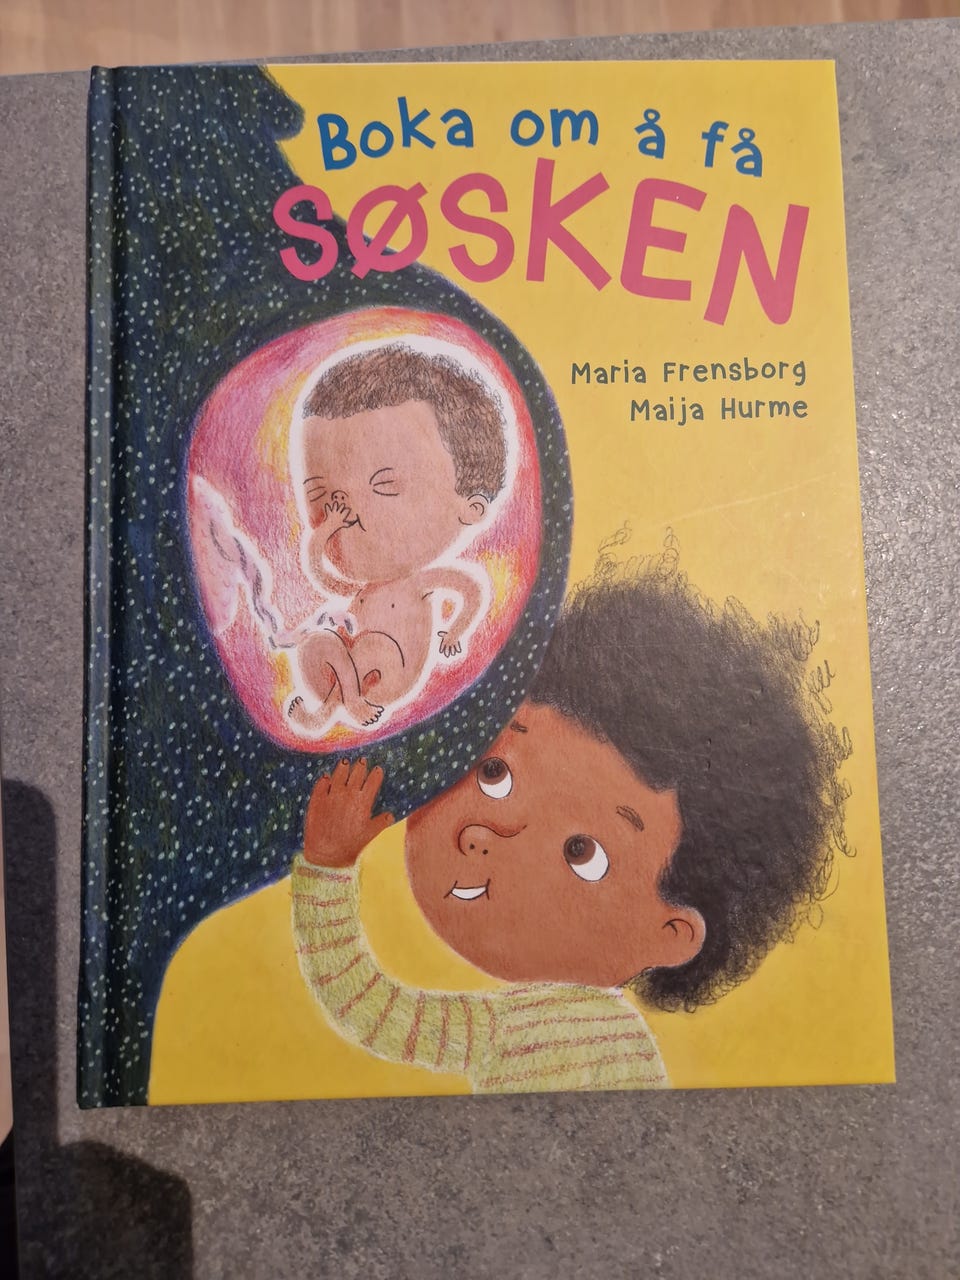 Boka om å få
SØSKEN
Maria Frensborg
Maija Hurme